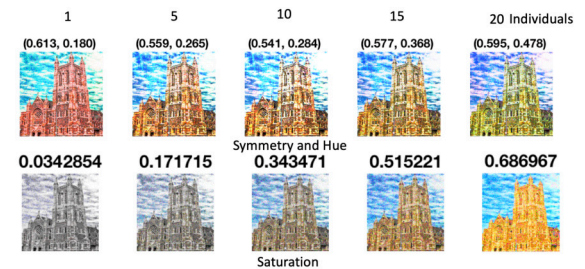 1 5 10 15 20 Individuals
(0.613, 0.180) (0.559, 0.265) (0.541, 0.284) (0.577, 0.368) (0.595, 0.478)
Symmetry and Hue
0.0342854 0.171715 0.343471 0.515221 0.686967
Saturation